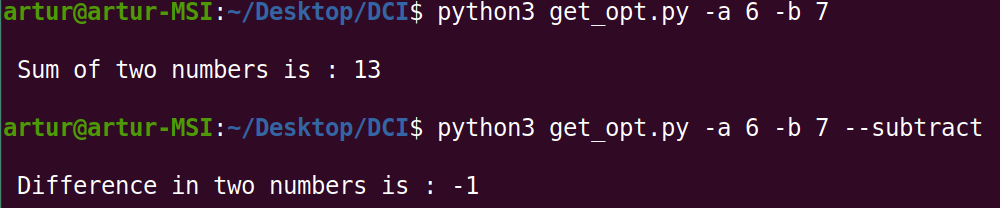 artur@artur-MSI:~/Desktop/DCI$ python3 get_opt.py -a 6 -b 7
Sum of two numbers is : 13
artur@artur-MSI:~/Desktop/DCI$ python3 get_opt.py -a 6 -b 7 --subtract
Difference in two numbers is : -1